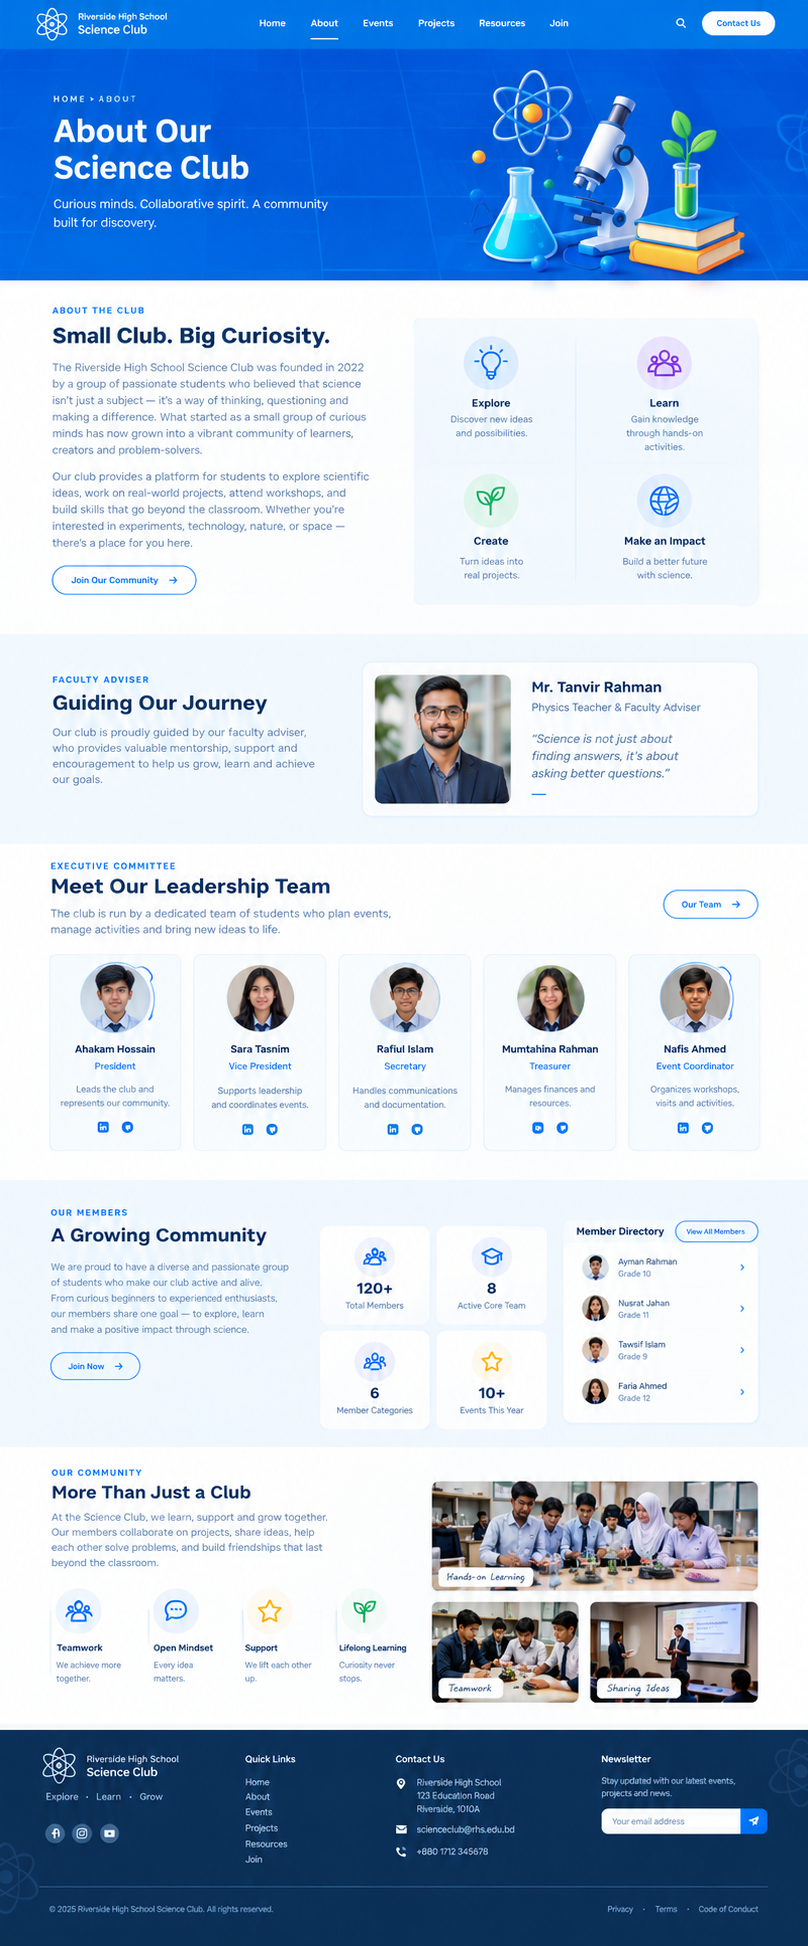 Riverside High School
Science Club
Home
About
Events
Projects
Resources
Join
Contact Us
HOME > ABOUT
About Our
Science Club
Curious minds. Collaborative spirit. A community
built for discovery.
ABOUT THE CLUB
Small Club. Big Curiosity.
The Riverside High School Science Club was founded in 2022
by a group of passionate students who believed that science
isn't just a subject — it's a way of thinking, questioning and
making a difference. What started as a small group of curious
minds has now grown into a vibrant community of learners,
creators and problem-solvers.
Our club provides a platform for students to explore scientific
ideas, work on real-world projects, attend workshops, and
build skills that go beyond the classroom. Whether you're
interested in experiments, technology, nature, or space —
there's a place for you here.
Join Our Community →
Explore
Discover new ideas
and possibilities.
Learn
Gain knowledge
through hands-on
activities.
Create
Turn ideas into
real projects.
Make an Impact
Build a better future
with science.
FACULTY ADVISER
Guiding Our Journey
Our club is proudly guided by our faculty adviser,
who provides valuable mentorship, support and
encouragement to help us grow, learn and achieve
our goals.
Mr. Tanvir Rahman
Physics Teacher & Faculty Adviser
"Science is not just about
finding answers, it's about
asking better questions."
EXECUTIVE COMMITTEE
Meet Our Leadership Team
The club is run by a dedicated team of students who plan events,
manage activities and bring new ideas to life.
Our Team →
Ahakam Hossain
President
Leads the club and
represents our community.
Sara Tasnim
Vice President
Supports leadership
and coordinates events.
Rafiul Islam
Secretary
Handles communications
and documentation.
Mumtahina Rahman
Treasurer
Manages finances and
resources.
Nafis Ahmed
Event Coordinator
Organizes workshops,
visits and activities.
OUR MEMBERS
A Growing Community
We are proud to have a diverse and passionate group
of students who make our club active and alive.
From curious beginners to experienced enthusiasts,
our members share one goal — to explore, learn
and make a positive impact through science.
Join Now →
120+
Total Members
8
Active Core Team
6
Member Categories
10+
Events This Year
Member Directory
View All Members
Ayman Rahman
Grade 10
Nusrat Jahan
Grade 11
Tawsif Islam
Grade 9
Faria Ahmed
Grade 12
OUR COMMUNITY
More Than Just a Club
At the Science Club, we learn, support and grow together.
Our members collaborate on projects, share ideas, help
each other solve problems, and build friendships that last
beyond the classroom.
Teamwork
We achieve more
together.
Open Mindset
Every idea
matters.
Support
We lift each other
up.
Lifelong Learning
Curiosity never
stops.
Hands-on Learning
Teamwork
Sharing Ideas
Riverside High School
Science Club
Explore • Learn • Grow
Quick Links
Home
About
Events
Projects
Resources
Join
Contact Us
Riverside High School
123 Education Road
Riverside, 1010A
scienceclub@rhs.edu.bd
+880 1712 345678
Newsletter
Stay updated with our latest events,
projects and news.
Your email address
© 2025 Riverside High School Science Club. All rights reserved.
Privacy • Terms • Code of Conduct